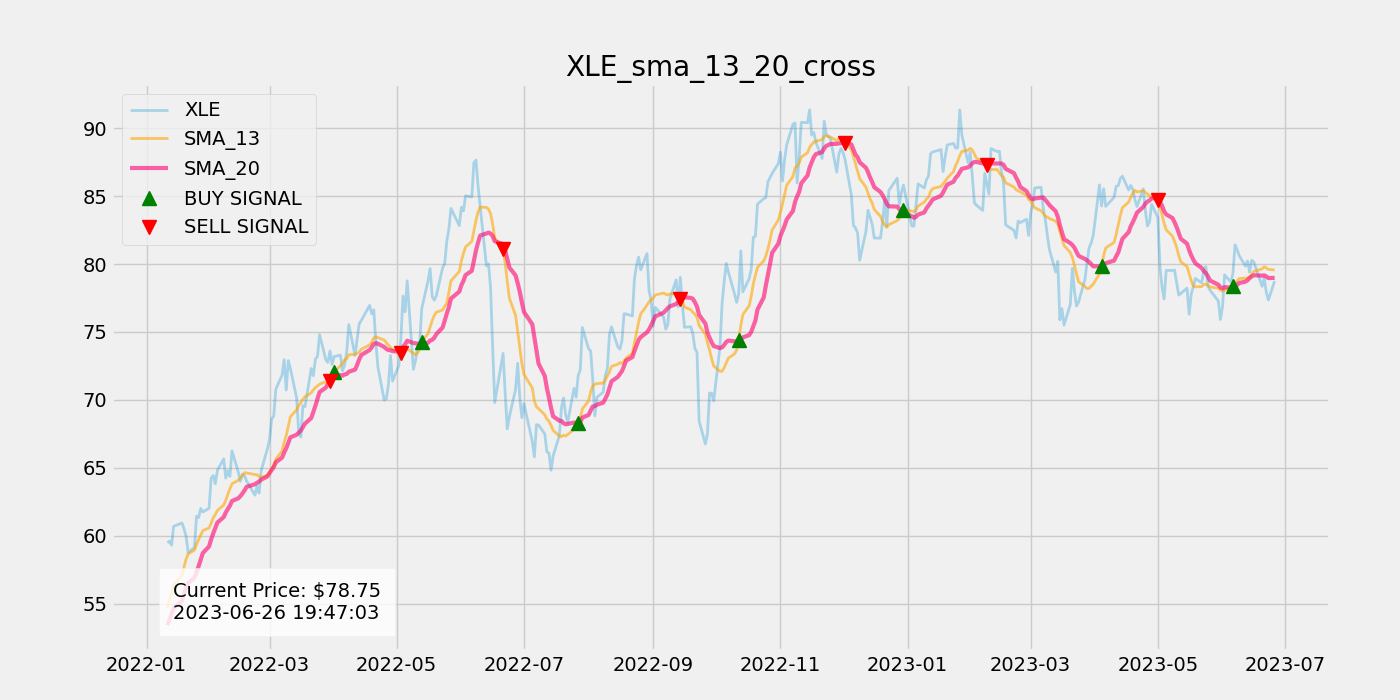 XLE_sma_13_20_cross
XLE
SMA_13
SMA_20
BUY SIGNAL
SELL SIGNAL
90
85
80
75
70
65
60
55
Current Price: $78.75
2023-06-26 19:47:03
2022-01 2022-03 2022-05 2022-07 2022-09 2022-11 2023-01 2023-03 2023-05 2023-07